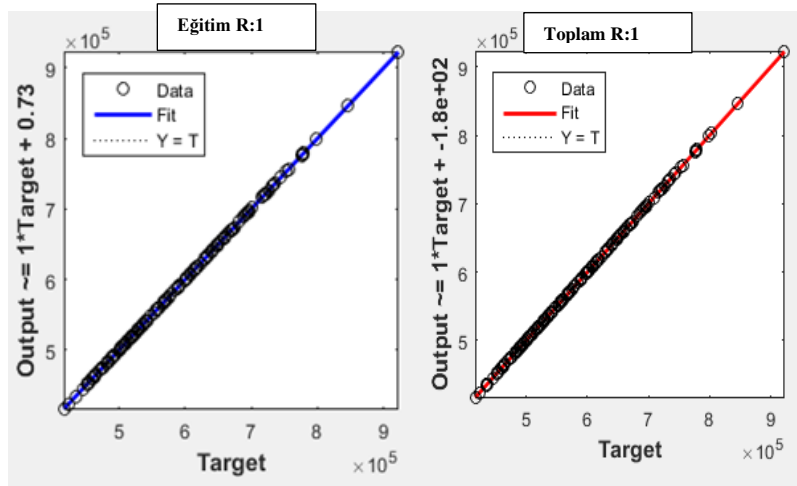 Eğitim R:1
×10^5
Output ~= 1*Target + 0.73
9
8
7
6
5
Data
Fit
Y = T
5 6 7 8 9
×10^5
Target
Toplam R:1
×10^5
Output ~= 1*Target + -1.8e+02
9
8
7
6
5
Data
Fit
Y = T
5 6 7 8 9
×10^5
Target